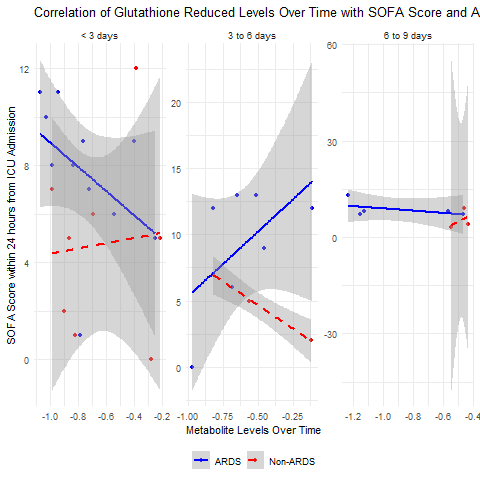 Correlation of Glutathione Reduced Levels Over Time with SOFA Score and A
< 3 days
3 to 6 days
6 to 9 days
SOFA Score within 24 hours from ICU Admission
12
8
4
0
20
15
10
5
0
60
30
0
-30
-1.0 -0.8 -0.6 -0.4 -0.2
-1.00 -0.75 -0.50 -0.25
-1.2 -1.0 -0.8 -0.6 -0.4
Metabolite Levels Over Time
ARDS
Non-ARDS